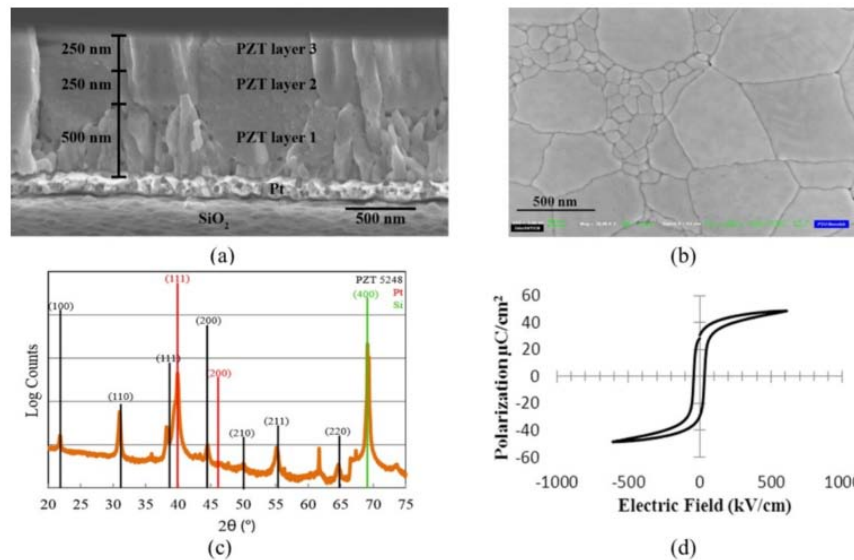 250 nm
PZT layer 3
250 nm
PZT layer 2
500 nm
PZT layer 1
Pt
SiO₂
500 nm
(a)
500 nm
(b)
(111)
PZT 5248
Pt
Si
(100)
(400)
(200)
(111)
(200)
(110)
(211)
(210)
(220)
Log Counts
20 25 30 35 40 45 50 55 60 65 70 75
2θ (°)
(c)
60
40
20
0
-20
-40
-60
-1000 -500 0 500 1000
Polarization μC/cm²
Electric Field (kV/cm)
(d)